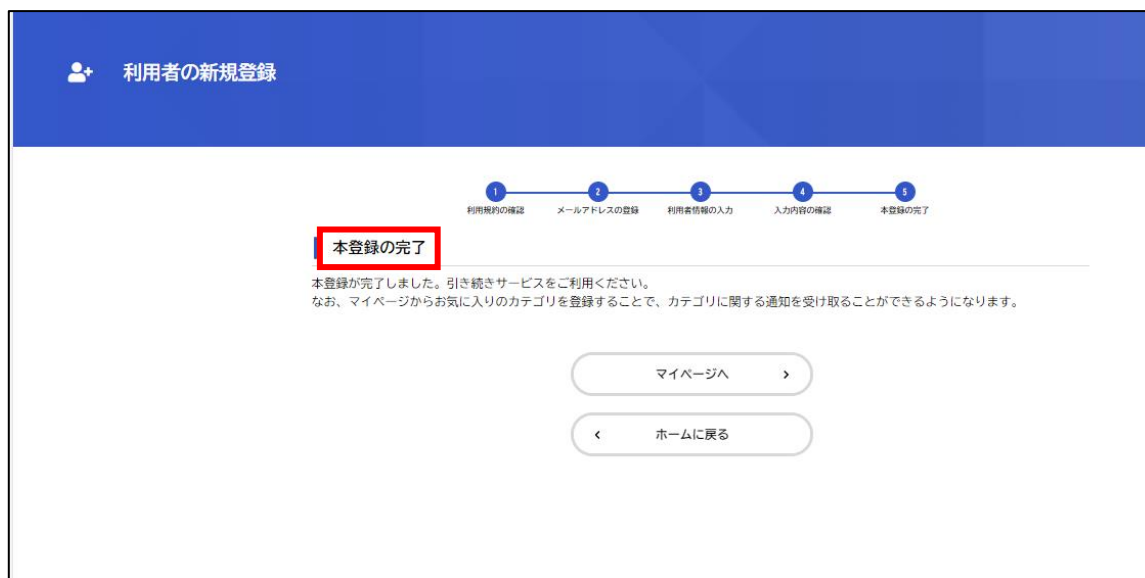 利用者の新規登録
1 2 3 4 5
利用規約の確認 メールアドレスの登録 利用者情報の入力 入力内容の確認 本登録の完了
本登録の完了
本登録が完了しました。引き続きサービスをご利用ください。
なお、マイページからお気に入りのカテゴリを登録することで、カテゴリに関する通知を受け取ることができるようになります。
マイページへ
ホームに戻る